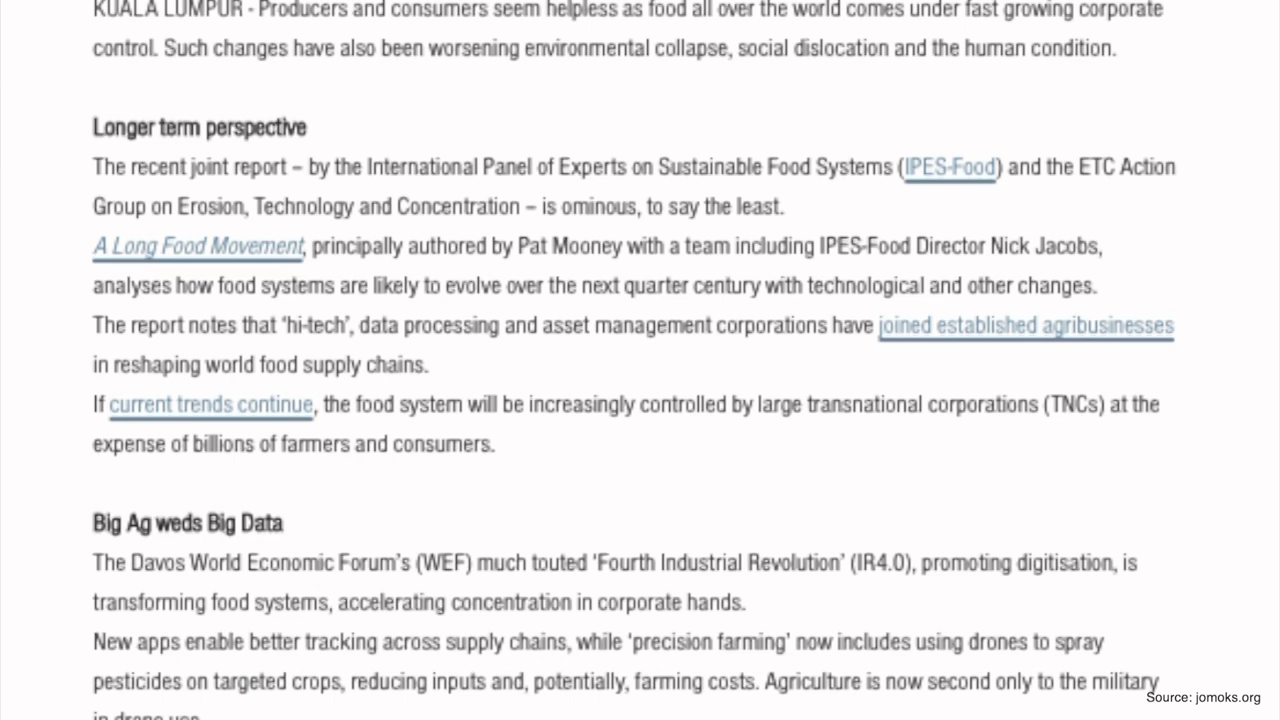 KUALA LUMPUR - Producers and consumers seem helpless as food all over the world comes under fast growing corporate
control. Such changes have also been worsening environmental collapse, social dislocation and the human condition.
Longer term perspective
The recent joint report – by the International Panel of Experts on Sustainable Food Systems (IPES-Food) and the ETC Action
Group on Erosion, Technology and Concentration – is ominous, to say the least.
A Long Food Movement, principally authored by Pat Mooney with a team including IPES-Food Director Nick Jacobs,
analyses how food systems are likely to evolve over the next quarter century with technological and other changes.
The report notes that ‘hi-tech’, data processing and asset management corporations have joined established agribusinesses
in reshaping world food supply chains.
If current trends continue, the food system will be increasingly controlled by large transnational corporations (TNCs) at the
expense of billions of farmers and consumers.
Big Ag weds Big Data
The Davos World Economic Forum’s (WEF) much touted ‘Fourth Industrial Revolution’ (IR4.0), promoting digitisation, is
transforming food systems, accelerating concentration in corporate hands.
New apps enable better tracking across supply chains, while ‘precision farming’ now includes using drones to spray
pesticides on targeted crops, reducing inputs and, potentially, farming costs. Agriculture is now second only to the military
in drone use.
Source: jomoks.org